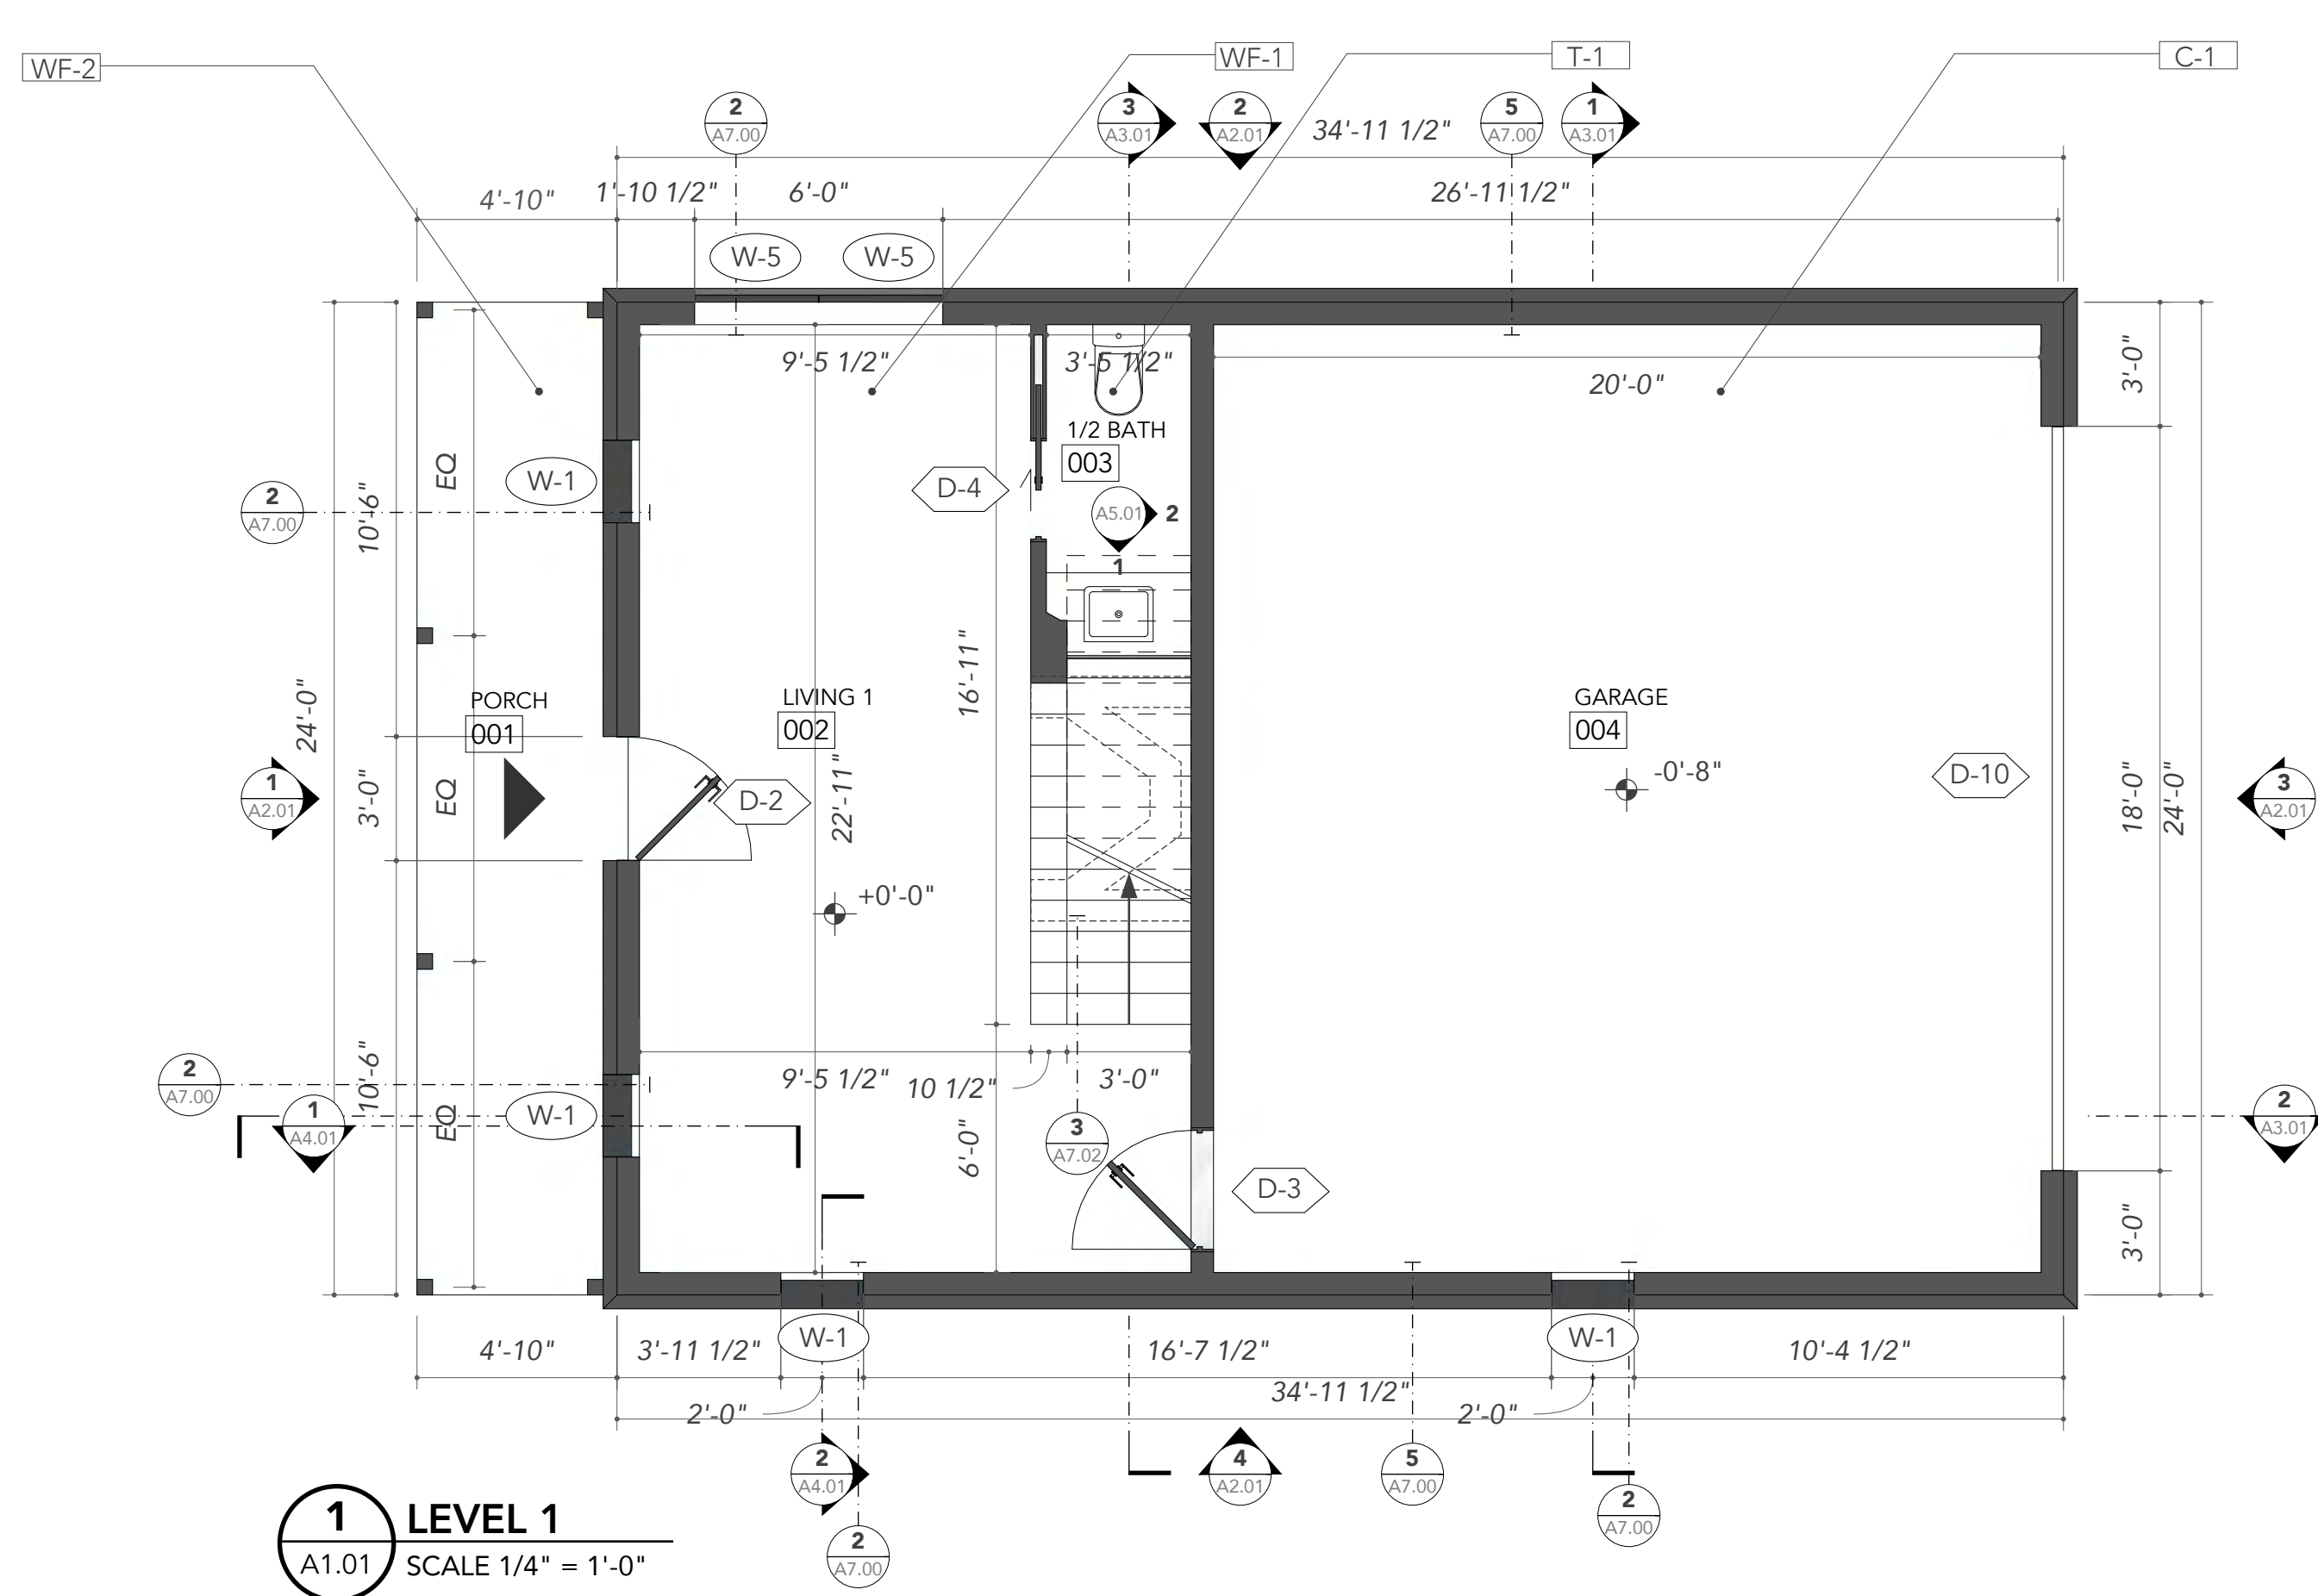 WF-2
WF-1
T-1
C-1
2
A7.00
3
A3.01
2
A2.01
34'-11 1/2"
5
A7.00
1
A3.01
4'-10"
1'-10 1/2"
6'-0"
26'-11 1/2"
W-5
W-5
9'-5 1/2"
3'-5 1/2"
20'-0"
3'-0"
1/2 BATH
003
EQ
W-1
D-4
2
A7.00
10'-6"
A5.01
2
1
16'-11"
24'-0"
PORCH
001
LIVING 1
002
GARAGE
004
-0'-8"
D-10
1
A2.01
3'-0"
EQ
D-2
22'-11"
18'-0"
24'-0"
3
A2.01
+0'-0"
2
A7.00
10'-6"
9'-5 1/2"
10 1/2"
3'-0"
1
A4.01
EQ
W-1
6'-0"
3
A7.02
D-3
2
A3.01
3'-0"
4'-10"
3'-11 1/2"
W-1
16'-7 1/2"
W-1
10'-4 1/2"
34'-11 1/2"
2'-0"
2'-0"
2
A4.01
4
A2.01
5
A7.00
2
A7.00
2
A7.00
1
A1.01
LEVEL 1
SCALE 1/4" = 1'-0"